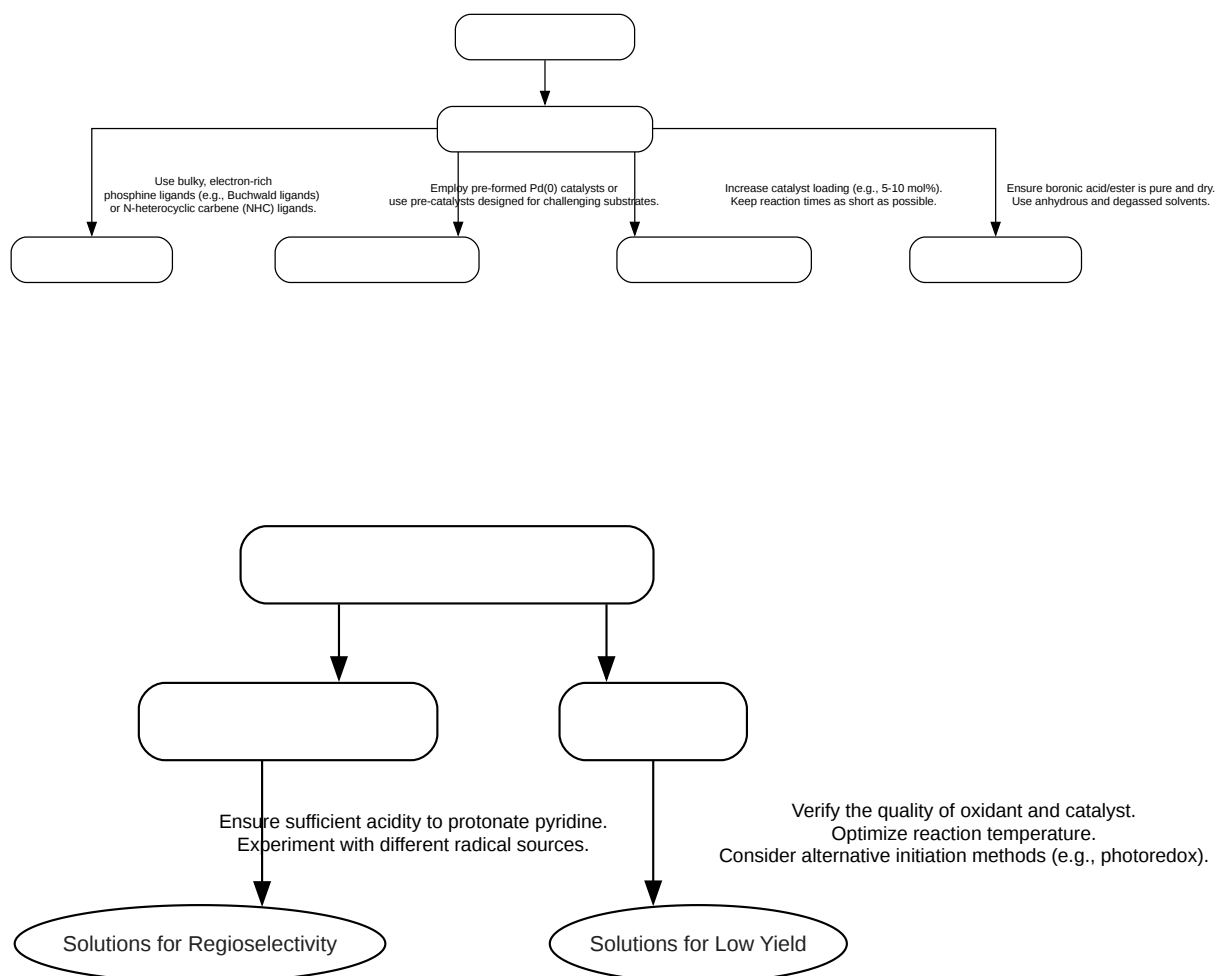 Use bulky, electron-rich
phosphine ligands (e.g., Buchwald ligands)
or N-heterocyclic carbene (NHC) ligands.
Employ pre-formed Pd(0) catalysts or
use pre-catalysts designed for challenging substrates.
Increase catalyst loading (e.g., 5-10 mol%).
Keep reaction times as short as possible.
Ensure boronic acid/ester is pure and dry.
Use anhydrous and degassed solvents.
Ensure sufficient acidity to protonate pyridine.
Experiment with different radical sources.
Verify the quality of oxidant and catalyst.
Optimize reaction temperature.
Consider alternative initiation methods (e.g., photoredox).
Solutions for Regioselectivity
Solutions for Low Yield